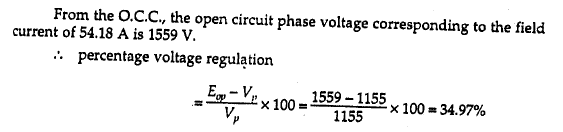 From the O.C.C., the open circuit phase voltage corresponding to the field
current of 54.18 A is 1559 V.
∴ percentage voltage regulation
= (E_op − V_p) / V_p × 100 = (1559 − 1155) / 1155 × 100 = 34.97%